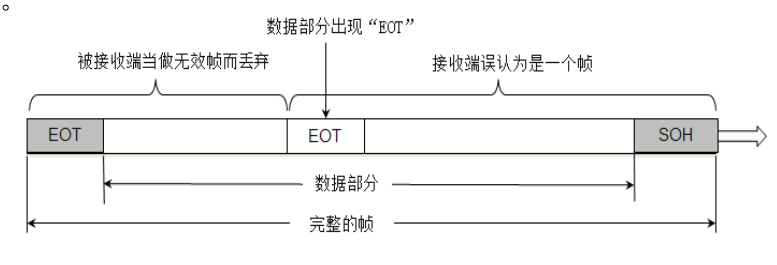 。
数据部分出现“EOT”
被接收端当做无效帧而丢弃
接收端误认为是一个帧
EOT
EOT
SOH
数据部分
完整的帧